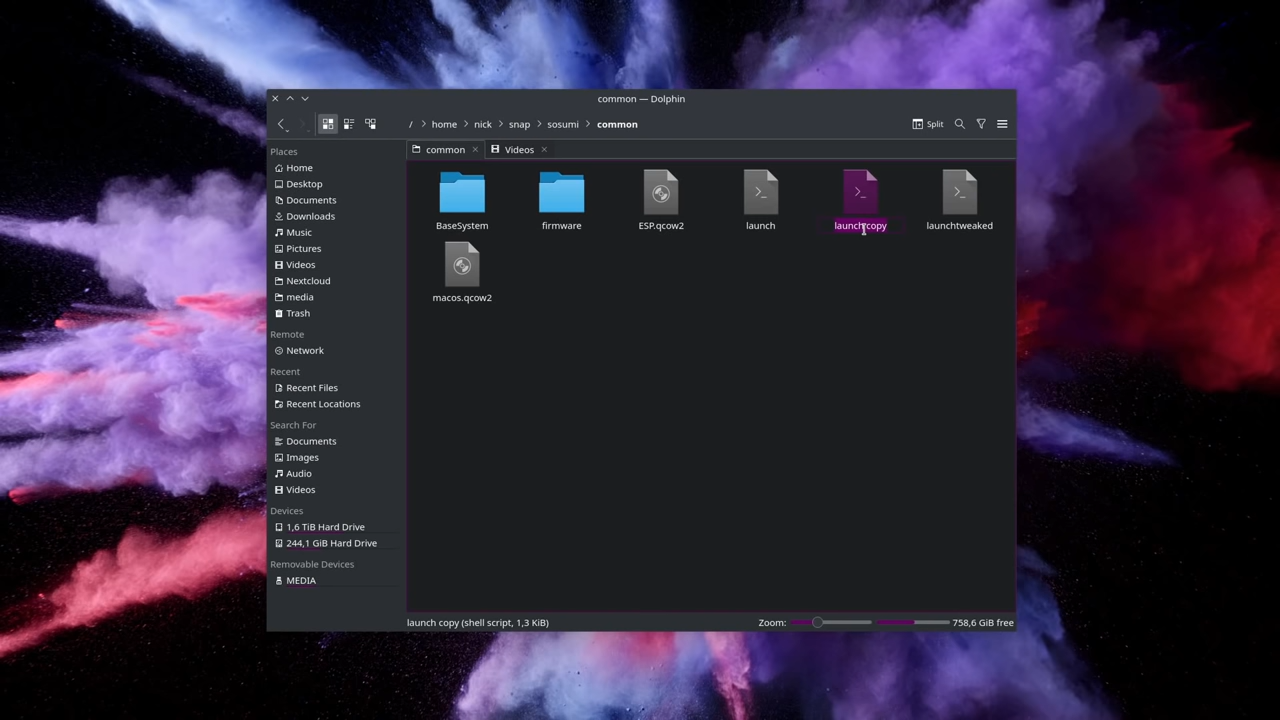 common — Dolphin
/ home nick snap sosumi common
Split
common
Videos
Places
Home
Desktop
Documents
Downloads
Music
Pictures
Videos
Nextcloud
media
Trash
Remote
Network
Recent
Recent Files
Recent Locations
Search For
Documents
Images
Audio
Videos
Devices
1,6 TiB Hard Drive
244,1 GiB Hard Drive
Removable Devices
MEDIA
BaseSystem
firmware
ESP.qcow2
launch
launch copy
launchtweaked
macos.qcow2
launch copy (shell script, 1,3 KiB)
Zoom:
758,6 GiB free